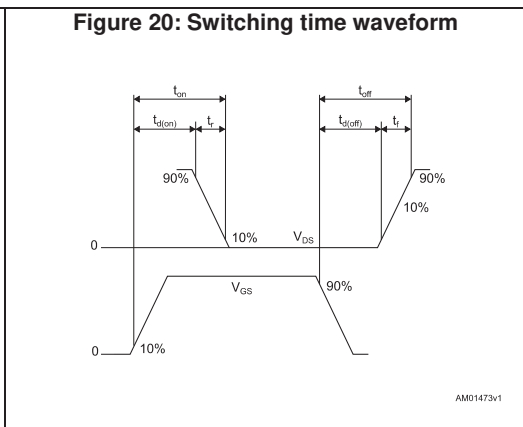 Figure 20: Switching time waveform
ton toff
td(on) tr td(off) tf
90% 90%
10%
10% VDS
0
VGS 90%
0 10%
AM01473v1